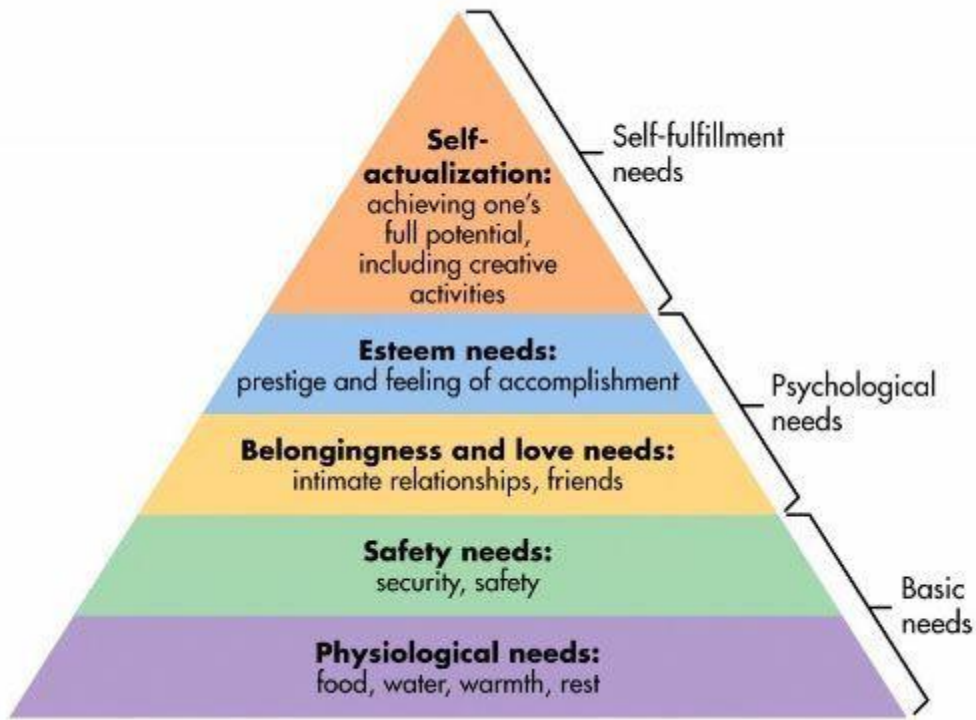 Self-
actualization:
achieving one's
full potential,
including creative
activities
Self-fulfillment
needs
Esteem needs:
prestige and feeling of accomplishment
Psychological
needs
Belongingness and love needs:
intimate relationships, friends
Safety needs:
security, safety
Basic
needs
Physiological needs:
food, water, warmth, rest